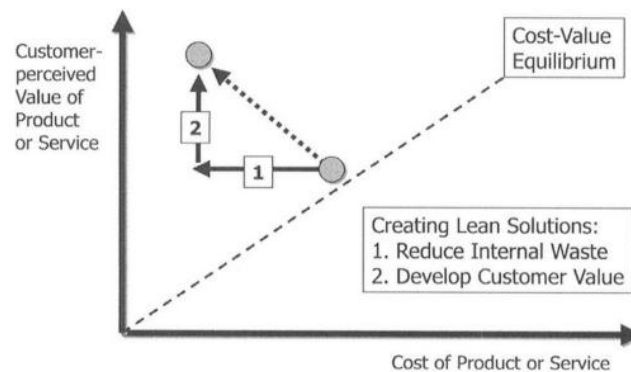 Customer-
perceived
Value of
Product
or Service
Cost-Value
Equilibrium
2
1
Creating Lean Solutions:
1. Reduce Internal Waste
2. Develop Customer Value
Cost of Product or Service